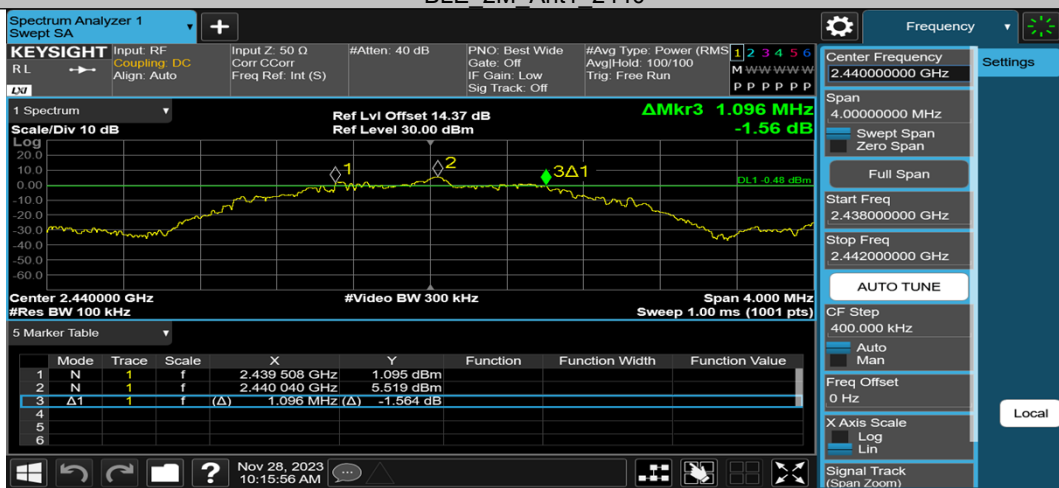 Spectrum Analyzer 1
Swept SA
Frequency
KEYSIGHT
RL
LXI
Input: RF
Coupling: DC
Align: Auto
Input Z: 50 Ω
Corr CCorr
Freq Ref: Int (S)
#Atten: 40 dB
PNO: Best Wide
Gate: Off
IF Gain: Low
Sig Track: Off
#Avg Type: Power (RMS
Avg|Hold: 100/100
Trig: Free Run
1 2 3 4 5 6
M W W W W W
P P P P P P
1 Spectrum
Scale/Div 10 dB
Ref Lvl Offset 14.37 dB
Ref Level 30.00 dBm
ΔMkr3 1.096 MHz
-1.56 dB
Log
20.0
10.0
0.00
-10.0
-20.0
-30.0
-40.0
-50.0
-60.0
1
2
3Δ1
DL1 -0.48 dBm
Center 2.440000 GHz
#Res BW 100 kHz
#Video BW 300 kHz
Span 4.000 MHz
Sweep 1.00 ms (1001 pts)
5 Marker Table
Mode Trace Scale X Y Function Function Width Function Value
1 N 1 f 2.439 508 GHz 1.095 dBm
2 N 1 f 2.440 040 GHz 5.519 dBm
3 Δ1 1 f (Δ) 1.096 MHz (Δ) -1.564 dB
4
5
6
Nov 28, 2023
10:15:56 AM
Center Frequency
2.440000000 GHz
Span
4.00000000 MHz
Swept Span
Zero Span
Full Span
Start Freq
2.438000000 GHz
Stop Freq
2.442000000 GHz
AUTO TUNE
CF Step
400.000 kHz
Auto
Man
Freq Offset
0 Hz
X Axis Scale
Log
Lin
Signal Track
(Span Zoom)
Settings
Local